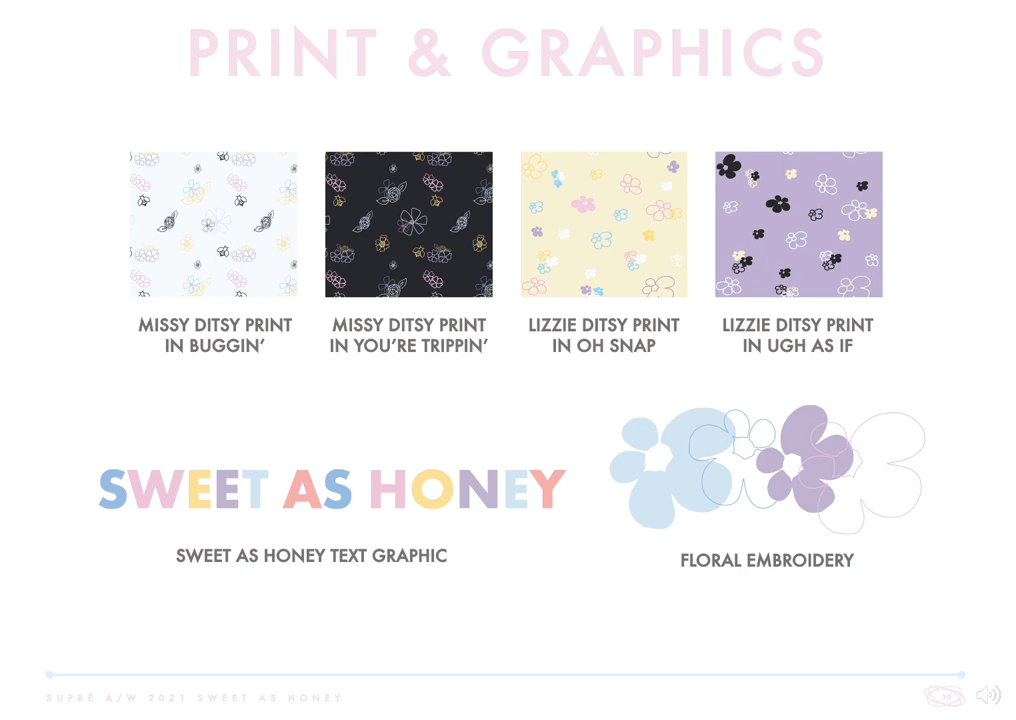 PRINT & GRAPHICS
MISSY DITSY PRINT
IN BUGGIN'
MISSY DITSY PRINT
IN YOU'RE TRIPPIN'
LIZZIE DITSY PRINT
IN OH SNAP
LIZZIE DITSY PRINT
IN UGH AS IF
SWEET AS HONEY
SWEET AS HONEY TEXT GRAPHIC
FLORAL EMBROIDERY
SUPRÉ A/W 2021 SWEET AS HONEY
19